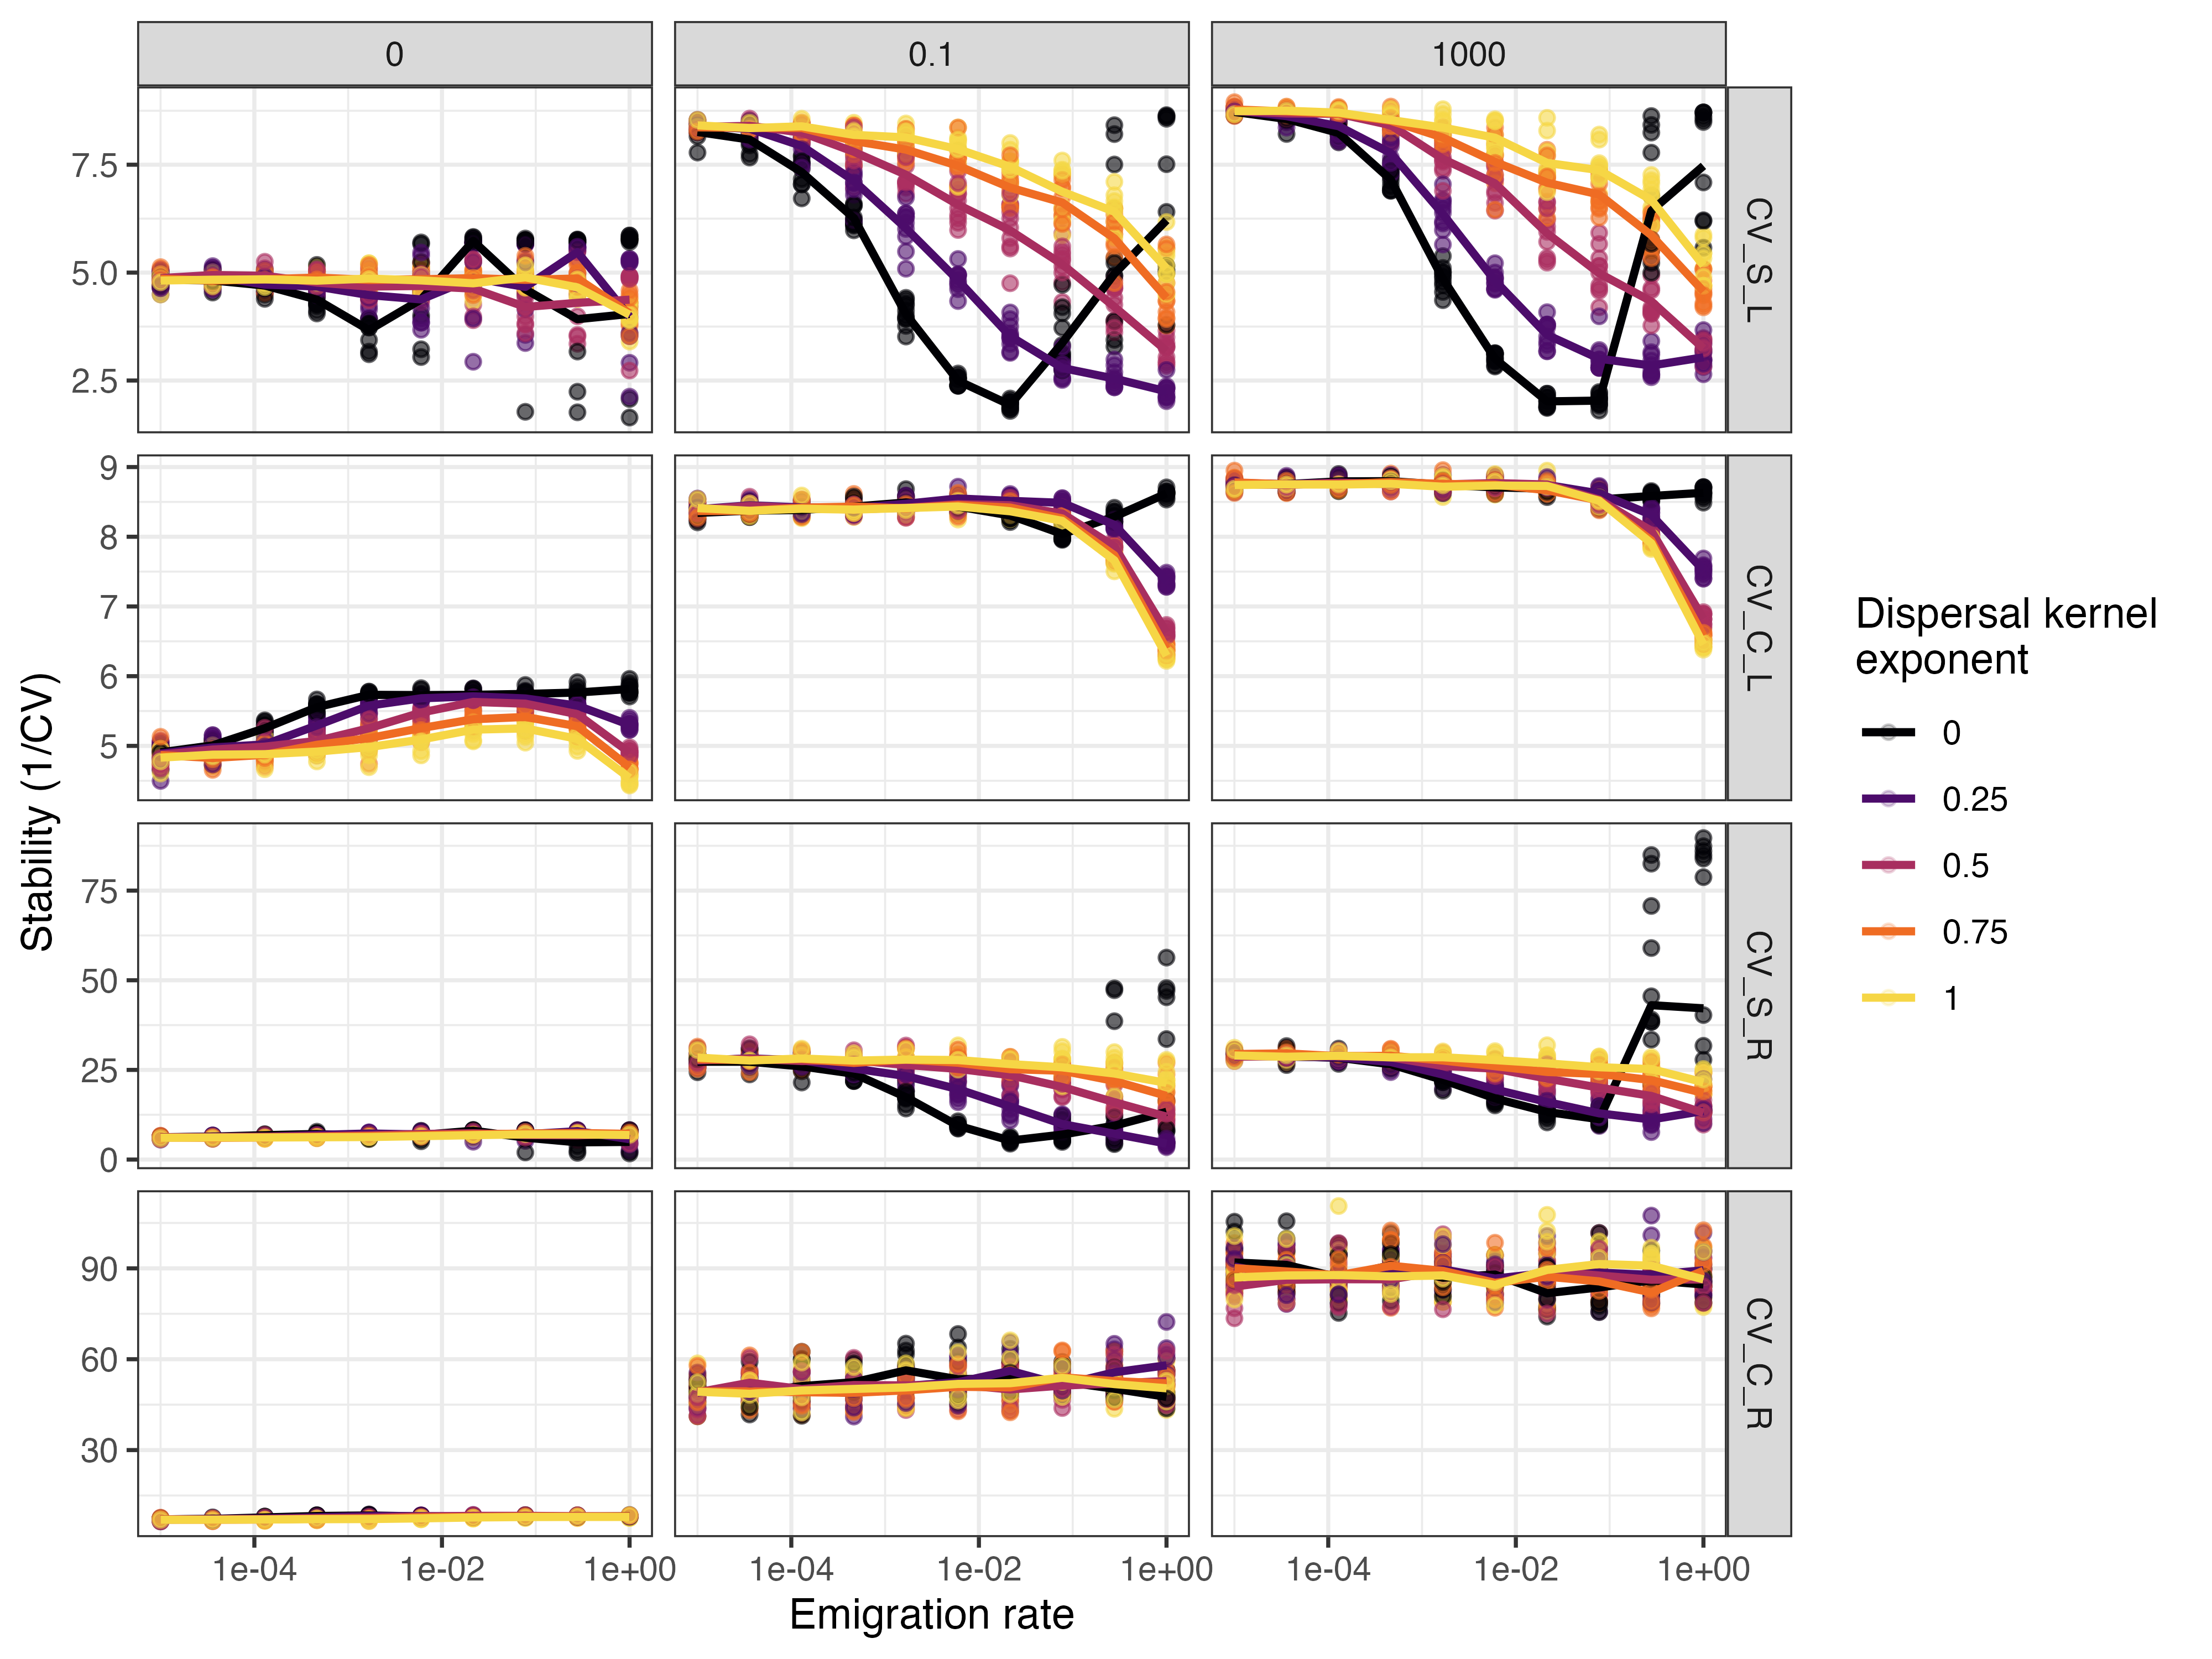 0
0.1
1000
7.5
5.0
2.5
CV_S_L
9
8
7
6
5
CV_C_L
75
50
25
0
CV_S_R
90
60
30
CV_C_R
1e-04
1e-02
1e+00
1e-04
1e-02
1e+00
1e-04
1e-02
1e+00
Emigration rate
Stability (1/CV)
Dispersal kernel
exponent
0
0.25
0.5
0.75
1